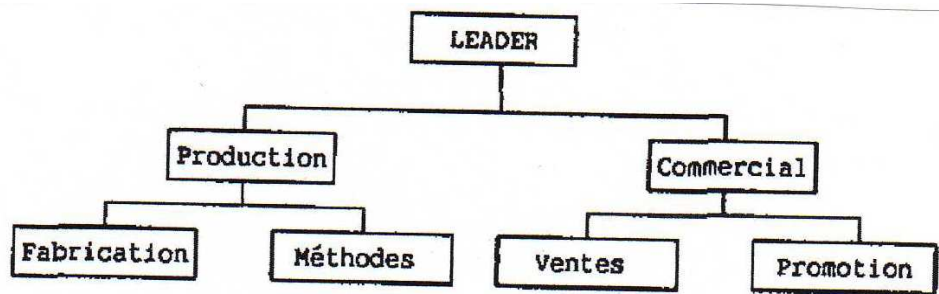 LEADER
Production
Commercial
Fabrication
Méthodes
Ventes
Promotion